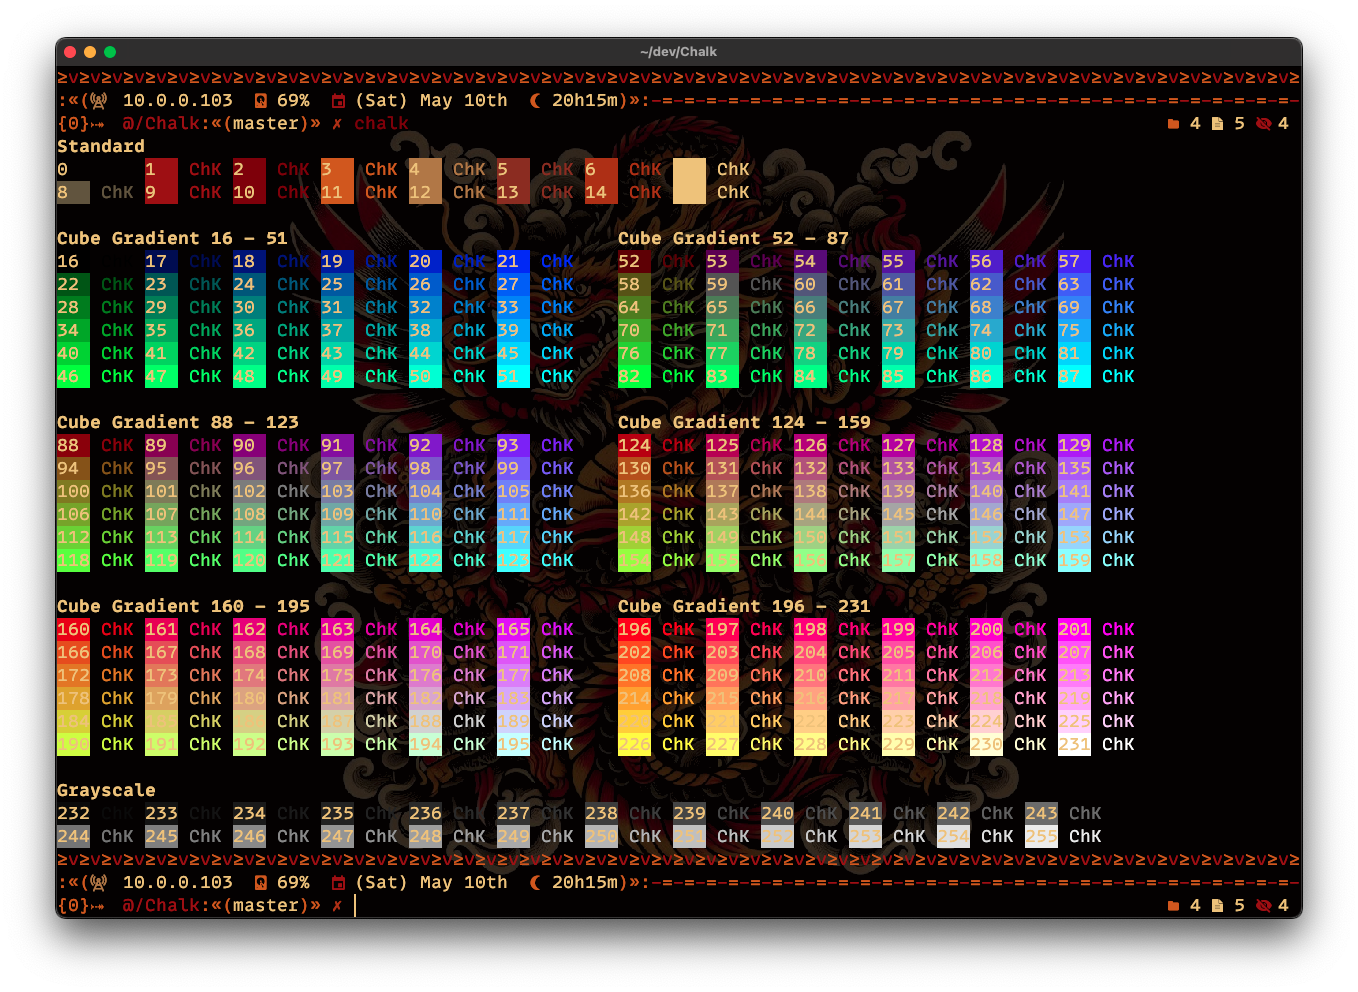 ~/dev/Chalk
≥v≥v≥v≥v≥v≥v≥v≥v≥v≥v≥v≥v≥v≥v≥v≥v≥v≥v≥v≥v≥v≥v≥v≥v≥v≥v≥v≥v≥v≥v≥v≥v≥v≥v≥v≥v≥v≥v≥v≥v≥v≥v≥v≥v≥v≥v≥v≥v≥v≥v≥v≥v≥v≥v≥v≥v≥
:«( 10.0.0.103 69% (Sat) May 10th 20h15m)»:-=-=-=-=-=-=-=-=-=-=-=-=-=-=-=-=-=-=-=-=-=-=-=-=-=-=-=-=-=-
{0}⤞ @/Chalk:«(master)» ✗ chalk 4 5 4
Standard
0 1 ChK 2 ChK 3 ChK 4 ChK 5 ChK 6 ChK ChK
8 ChK 9 ChK 10 ChK 11 ChK 12 ChK 13 ChK 14 ChK ChK
Cube Gradient 16 - 51 Cube Gradient 52 - 87
16 17 ChK 18 ChK 19 ChK 20 ChK 21 ChK 52 ChK 53 ChK 54 ChK 55 ChK 56 ChK 57 ChK
22 ChK 23 ChK 24 ChK 25 ChK 26 ChK 27 ChK 58 ChK 59 ChK 60 ChK 61 ChK 62 ChK 63 ChK
28 ChK 29 ChK 30 ChK 31 ChK 32 ChK 33 ChK 64 ChK 65 ChK 66 ChK 67 ChK 68 ChK 69 ChK
34 ChK 35 ChK 36 ChK 37 ChK 38 ChK 39 ChK 70 ChK 71 ChK 72 ChK 73 ChK 74 ChK 75 ChK
40 ChK 41 ChK 42 ChK 43 ChK 44 ChK 45 ChK 76 ChK 77 ChK 78 ChK 79 ChK 80 ChK 81 ChK
46 ChK 47 ChK 48 ChK 49 ChK 50 ChK 51 ChK 82 ChK 83 ChK 84 ChK 85 ChK 86 ChK 87 ChK
Cube Gradient 88 - 123 Cube Gradient 124 - 159
88 ChK 89 ChK 90 ChK 91 ChK 92 ChK 93 ChK 124 ChK 125 ChK 126 ChK 127 ChK 128 ChK 129 ChK
94 ChK 95 ChK 96 ChK 97 ChK 98 ChK 99 ChK 130 ChK 131 ChK 132 ChK 133 ChK 134 ChK 135 ChK
100 ChK 101 ChK 102 ChK 103 ChK 104 ChK 105 ChK 136 ChK 137 ChK 138 ChK 139 ChK 140 ChK 141 ChK
106 ChK 107 ChK 108 ChK 109 ChK 110 ChK 111 ChK 142 ChK 143 ChK 144 ChK 145 ChK 146 ChK 147 ChK
112 ChK 113 ChK 114 ChK 115 ChK 116 ChK 117 ChK 148 ChK 149 ChK 150 ChK 151 ChK 152 ChK 153 ChK
118 ChK 119 ChK 120 ChK 121 ChK 122 ChK 123 ChK 154 ChK 155 ChK 156 ChK 157 ChK 158 ChK 159 ChK
Cube Gradient 160 - 195 Cube Gradient 196 - 231
160 ChK 161 ChK 162 ChK 163 ChK 164 ChK 165 ChK 196 ChK 197 ChK 198 ChK 199 ChK 200 ChK 201 ChK
166 ChK 167 ChK 168 ChK 169 ChK 170 ChK 171 ChK 202 ChK 203 ChK 204 ChK 205 ChK 206 ChK 207 ChK
172 ChK 173 ChK 174 ChK 175 ChK 176 ChK 177 ChK 208 ChK 209 ChK 210 ChK 211 ChK 212 ChK 213 ChK
178 ChK 179 ChK 180 ChK 181 ChK 182 ChK 183 ChK 214 ChK 215 ChK 216 ChK 217 ChK 218 ChK 219 ChK
184 ChK ChK ChK 187 ChK 188 ChK 189 ChK ChK 221 ChK 222 ChK 223 ChK 224 ChK 225 ChK
190 ChK 191 ChK 192 ChK 193 ChK 194 ChK 195 ChK 226 ChK 227 ChK 228 ChK 229 ChK 230 ChK 231 ChK
Grayscale
232 233 ChK 234 ChK 235 ChK 236 ChK 237 ChK 238 ChK 239 ChK 240 ChK 241 ChK 242 ChK 243 ChK
244 ChK 245 ChK 246 ChK 247 ChK 248 ChK 249 ChK 250 ChK 251 ChK 252 ChK 253 ChK 254 ChK 255 ChK
≥v≥v≥v≥v≥v≥v≥v≥v≥v≥v≥v≥v≥v≥v≥v≥v≥v≥v≥v≥v≥v≥v≥v≥v≥v≥v≥v≥v≥v≥v≥v≥v≥v≥v≥v≥v≥v≥v≥v≥v≥v≥v≥v≥v≥v≥v≥v≥v≥v≥v≥v≥v≥v≥v≥v≥v≥
:«( 10.0.0.103 69% (Sat) May 10th 20h15m)»:-=-=-=-=-=-=-=-=-=-=-=-=-=-=-=-=-=-=-=-=-=-=-=-=-=-=-=-=-=-
{0}⤞ @/Chalk:«(master)» ✗ 4 5 4